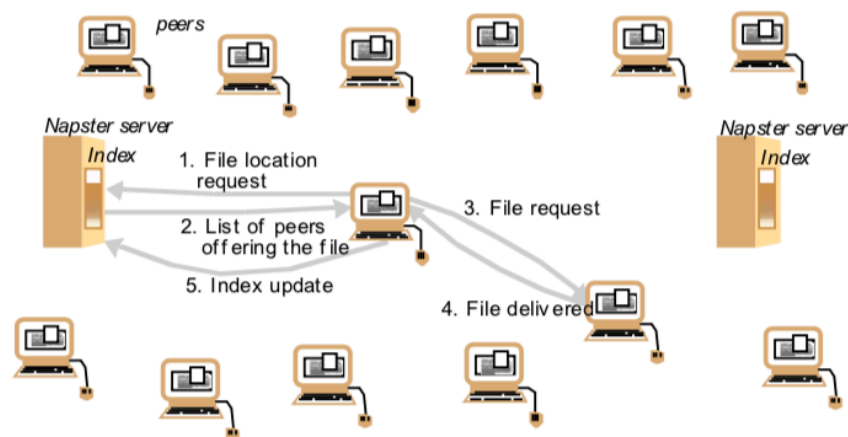 peers
Napster server
Index
Napster server
Index
1. File location
request
2. List of peers
offering the file
3. File request
4. File delivered
5. Index update